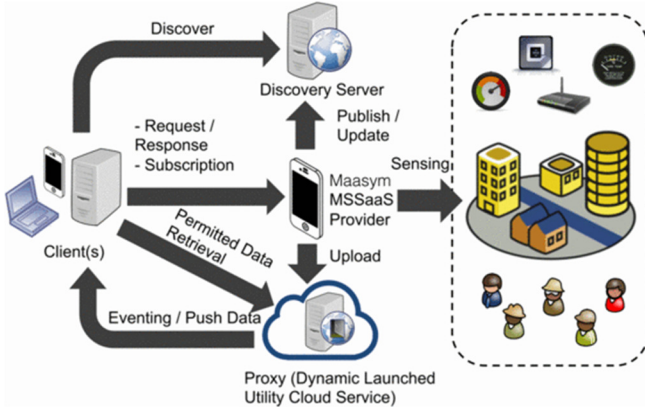 Discover
Discovery Server
- Request /
Response
- Subscription
Publish /
Update
Sensing
Maasym
MSSaaS
Provider
Client(s)
Permitted Data
Retrieval
Upload
Eventing / Push Data
Proxy (Dynamic Launched
Utility Cloud Service)